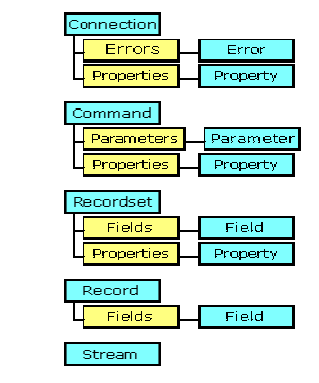 Connection
Errors Error
Properties Property
Command
Parameters Parameter
Properties Property
Recordset
Fields Field
Properties Property
Record
Fields Field
Stream